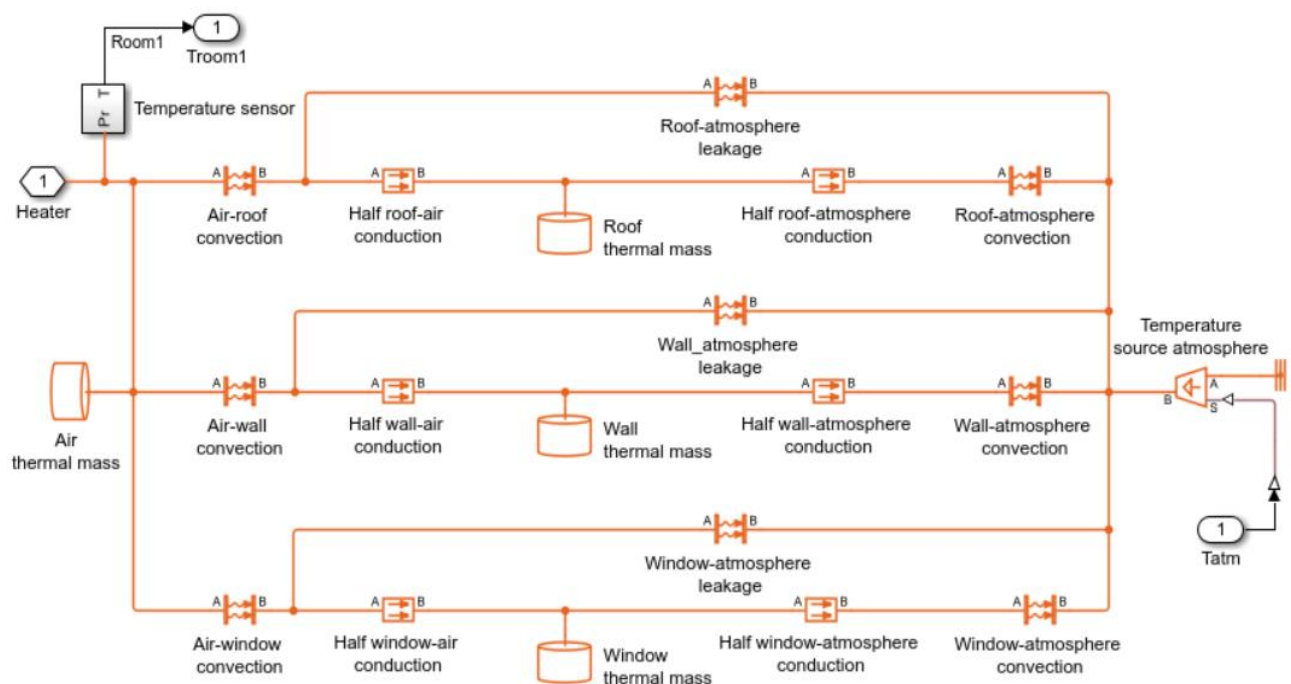 1
Room1
Troom1
T
Pr
Temperature sensor
A B
Roof-atmosphere
leakage
1
Heater
A B
Air-roof
convection
A B
Half roof-air
conduction
Roof
thermal mass
A B
Half roof-atmosphere
conduction
A B
Roof-atmosphere
convection
A B
Wall_atmosphere
leakage
Temperature
source atmosphere
Air
thermal mass
A B
Air-wall
convection
A B
Half wall-air
conduction
Wall
thermal mass
A B
Half wall-atmosphere
conduction
A B
Wall-atmosphere
convection
B
A
S
A B
Window-atmosphere
leakage
1
Tatm
A B
Air-window
convection
A B
Half window-air
conduction
Window
thermal mass
A B
Half window-atmosphere
conduction
A B
Window-atmosphere
convection